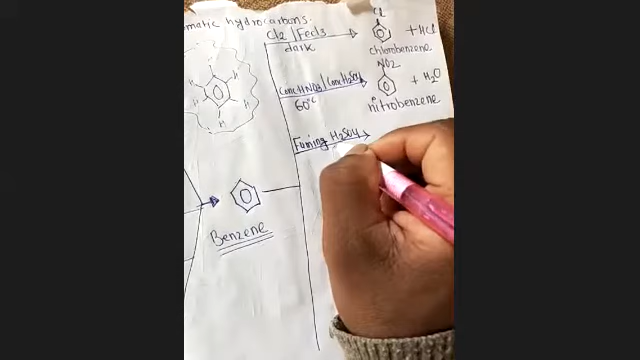 matic hydrocarbons.
Cl2 / FeCl3
dark
Cl
+ HCl
chlorobenzene
H
H
H
H
H
Conc HNO3 / Conc H2SO4
60°C
NO2
+ H2O
nitrobenzene
Fuming H2SO4
Benzene